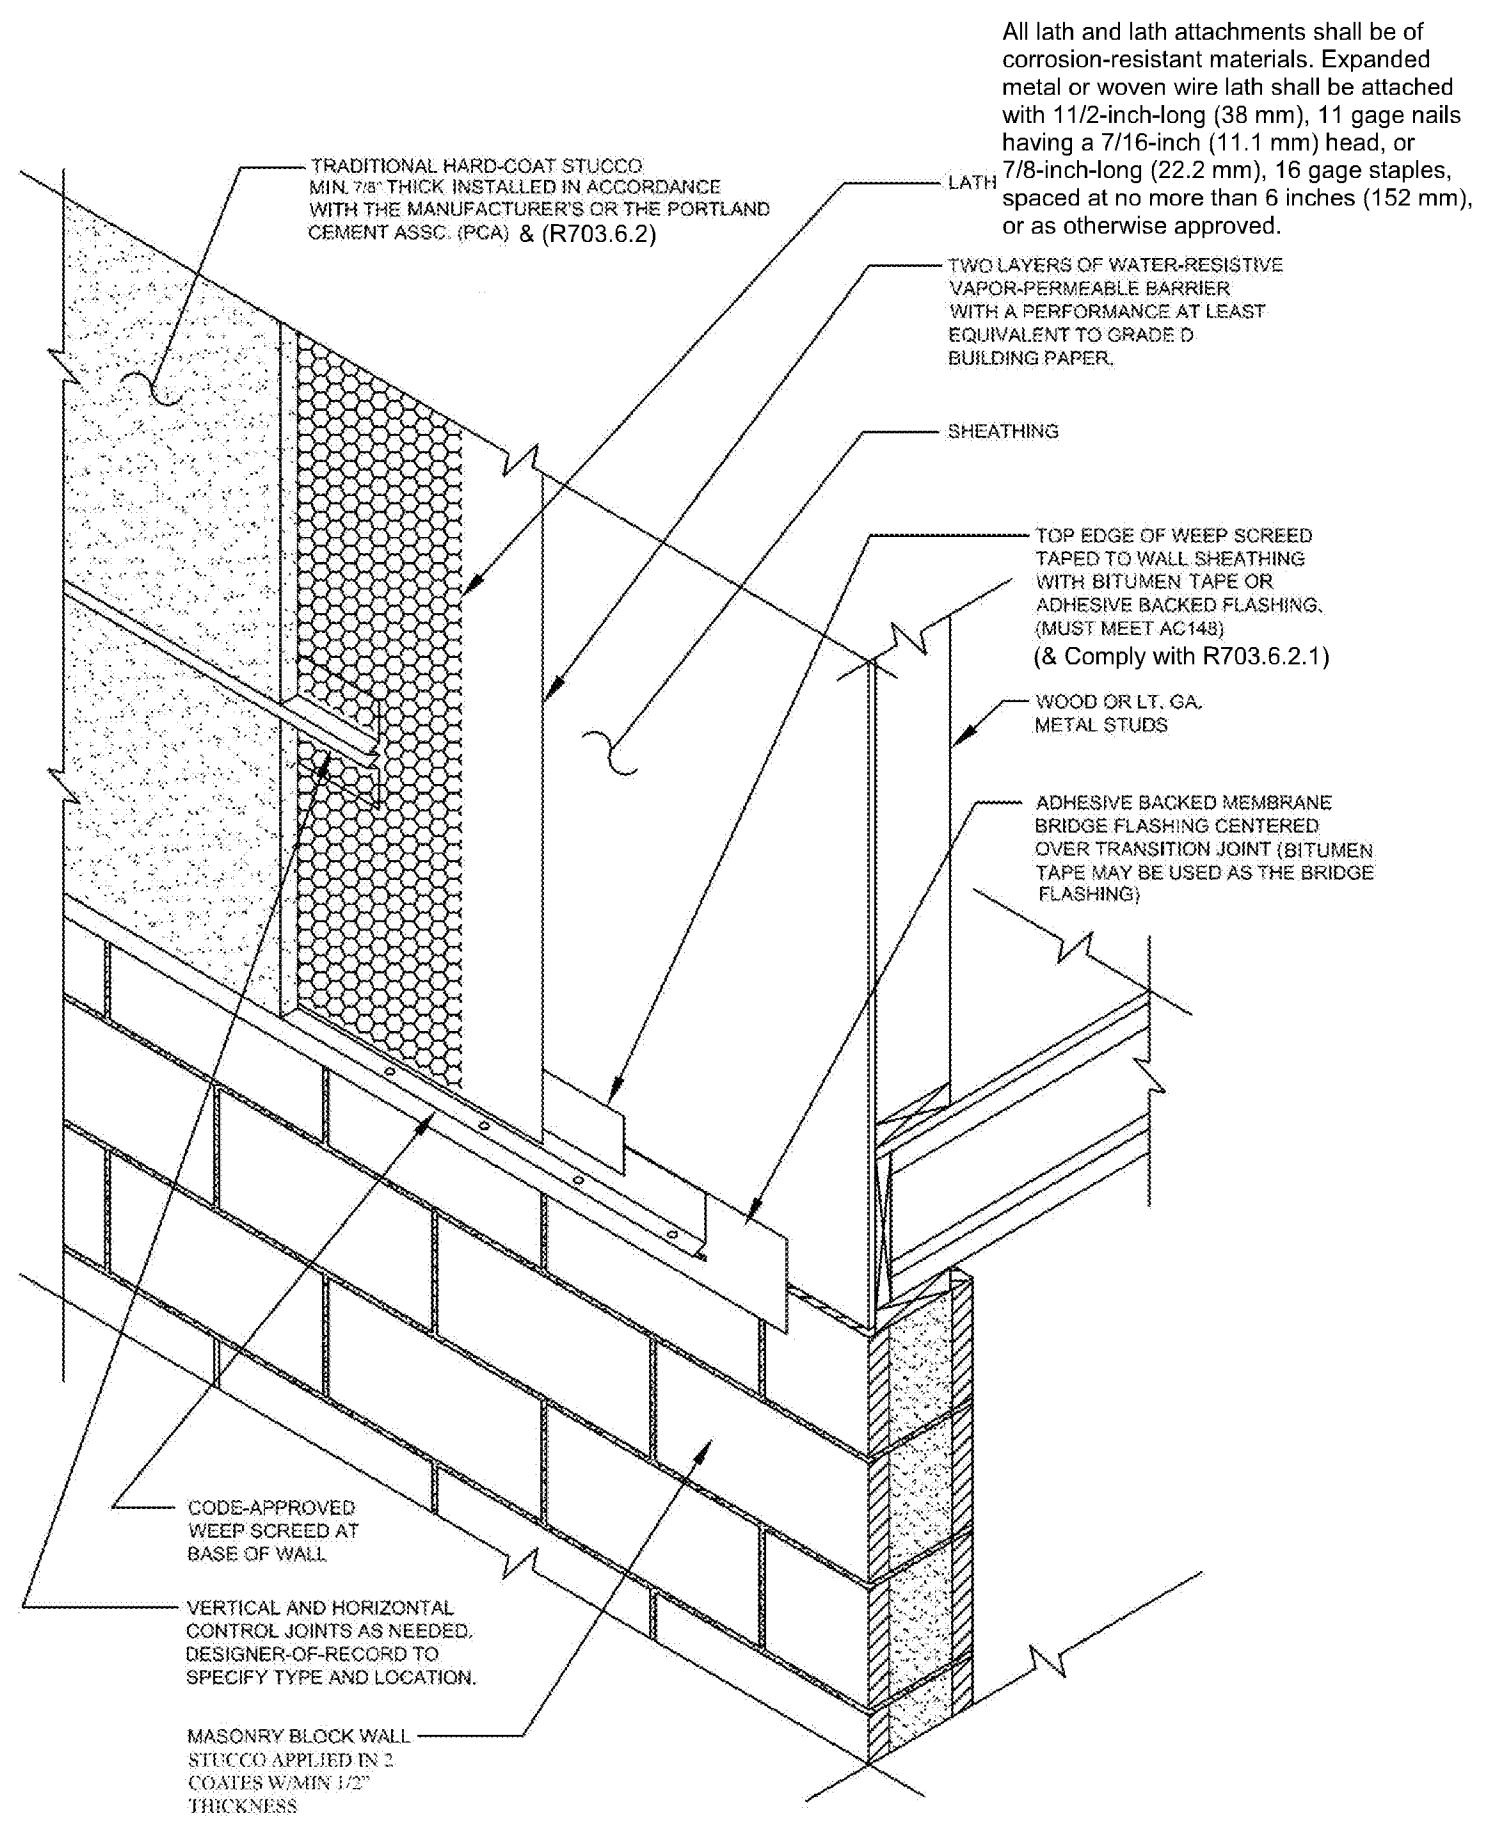 All lath and lath attachments shall be of
corrosion-resistant materials. Expanded
metal or woven wire lath shall be attached
with 11/2-inch-long (38 mm), 11 gage nails
having a 7/16-inch (11.1 mm) head, or
7/8-inch-long (22.2 mm), 16 gage staples,
spaced at no more than 6 inches (152 mm),
or as otherwise approved.
TRADITIONAL HARD-COAT STUCCO
MIN. 7/8" THICK INSTALLED IN ACCORDANCE
WITH THE MANUFACTURER'S OR THE PORTLAND
CEMENT ASSC. (PCA) & (R703.6.2)
LATH
TWO LAYERS OF WATER-RESISTIVE
VAPOR-PERMEABLE BARRIER
WITH A PERFORMANCE AT LEAST
EQUIVALENT TO GRADE D
BUILDING PAPER.
SHEATHING
TOP EDGE OF WEEP SCREED
TAPED TO WALL SHEATHING
WITH BITUMEN TAPE OR
ADHESIVE BACKED FLASHING.
(MUST MEET AC148)
(& Comply with R703.6.2.1)
WOOD OR LT. GA.
METAL STUDS
ADHESIVE BACKED MEMBRANE
BRIDGE FLASHING CENTERED
OVER TRANSITION JOINT (BITUMEN
TAPE MAY BE USED AS THE BRIDGE
FLASHING)
CODE-APPROVED
WEEP SCREED AT
BASE OF WALL
VERTICAL AND HORIZONTAL
CONTROL JOINTS AS NEEDED.
DESIGNER-OF-RECORD TO
SPECIFY TYPE AND LOCATION.
MASONRY BLOCK WALL
STUCCO APPLIED IN 2
COATES W/MIN 1/2"
THICKNESS